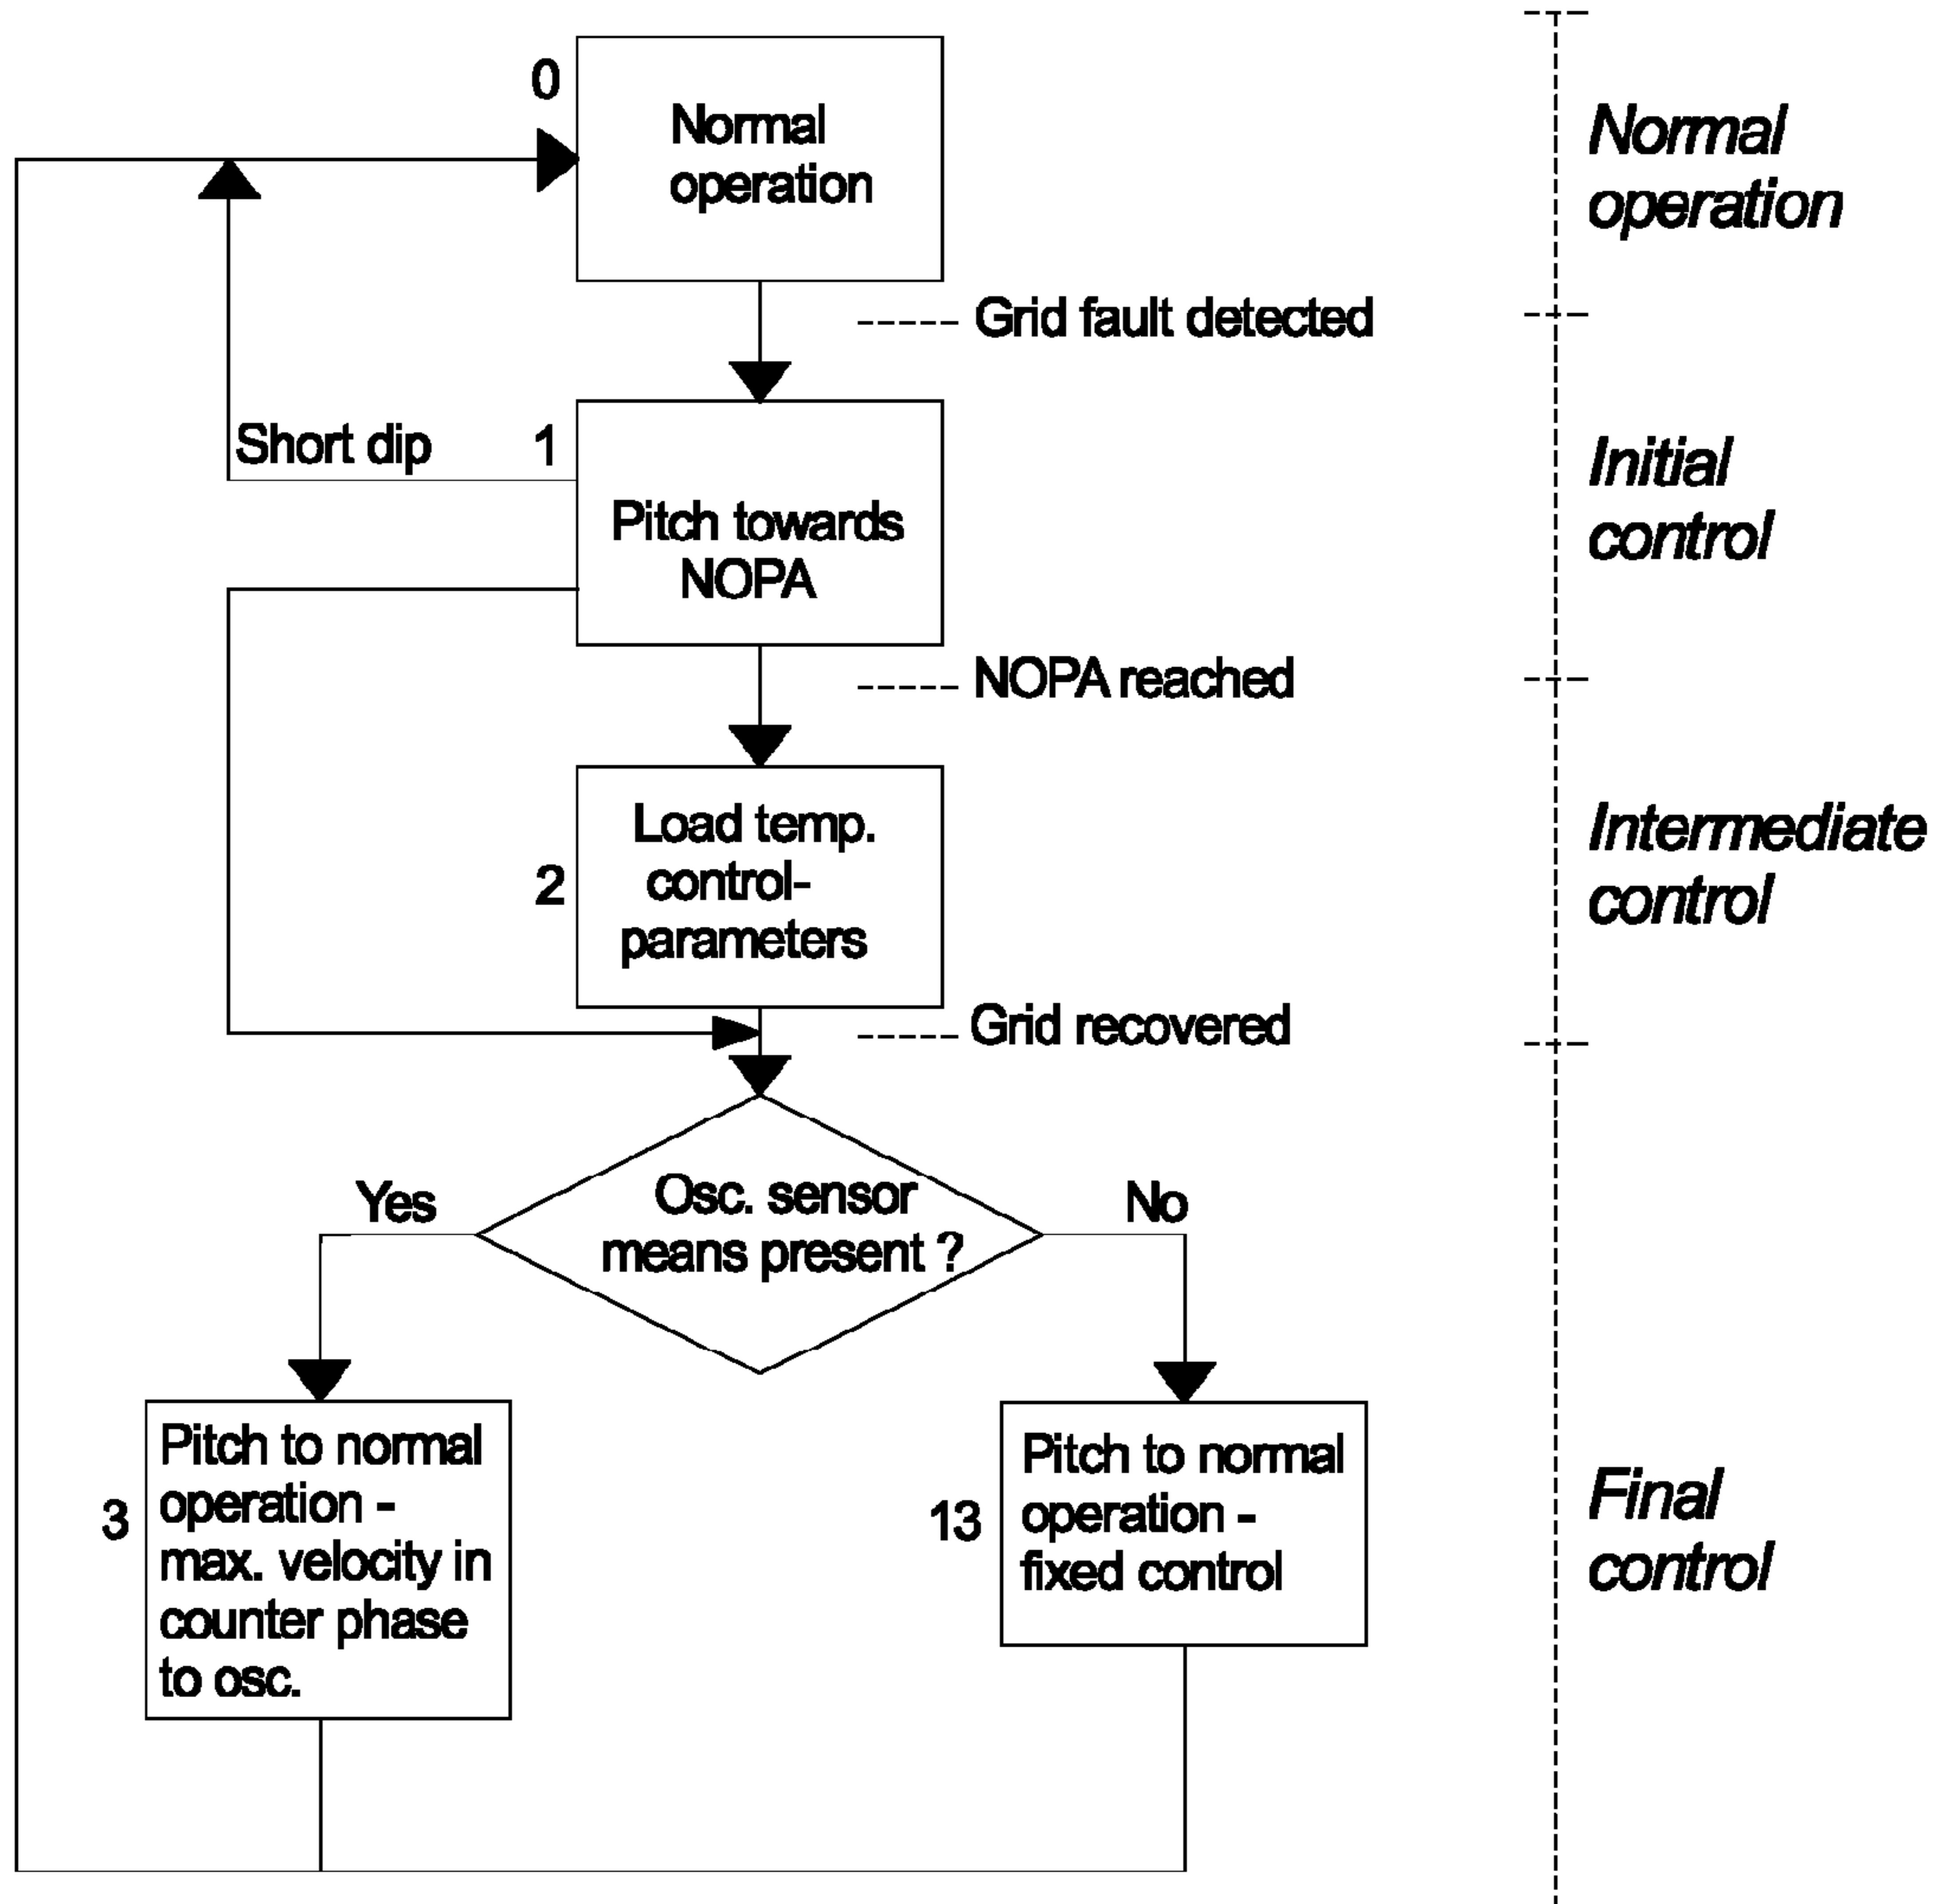 0
Normal
operation
Normal
operation
Grid fault detected
Short dip
1
Pitch towards
NOPA
Initial
control
NOPA reached
2
Load temp.
control-
parameters
Intermediate
control
Grid recovered
Osc. sensor
means present ?
Yes
No
3
Pitch to normal
operation -
max. velocity in
counter phase
to osc.
13
Pitch to normal
operation -
fixed control
Final
control